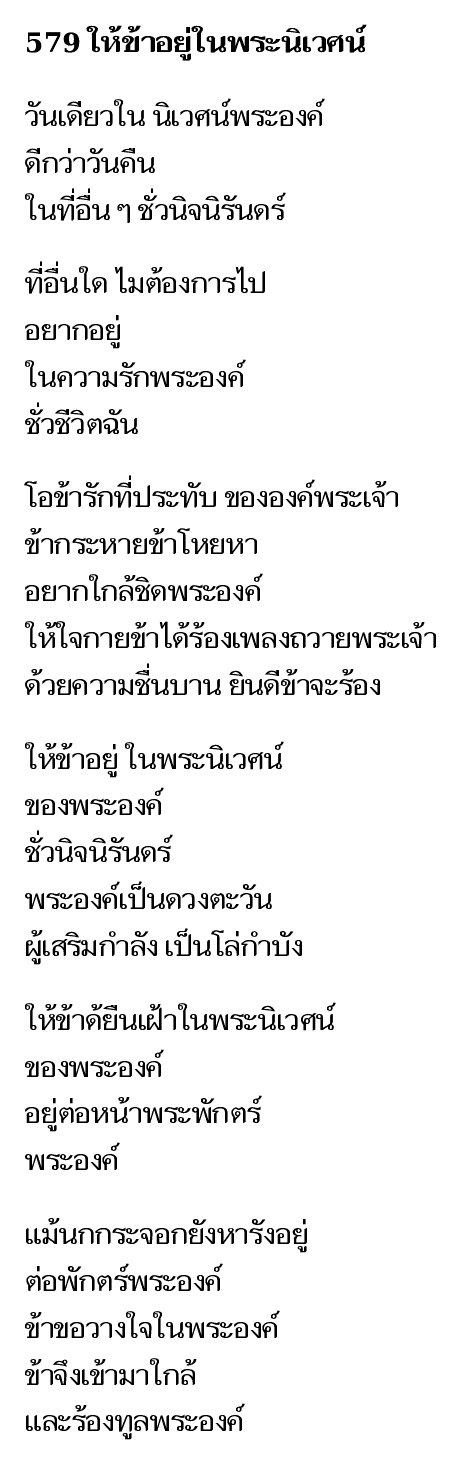 579 ให้ข้าอยู่ในพระนิเวศน์
วันเดียวใน นิเวศน์พระองค์
ดีกว่าวันคืน
ในที่อื่น ๆ ชั่วนิจนิรันดร์
ที่อื่นใด ไมต้องการไป
อยากอยู่
ในความรักพระองค์
ชั่วชีวิตฉัน
โอข้ารักที่ประทับ ขององค์พระเจ้า
ข้ากระหายข้าโหยหา
อยากใกล้ชิดพระองค์
ให้ใจกายข้าได้ร้องเพลงถวายพระเจ้า
ด้วยความชื่นบาน ยินดีข้าจะร้อง
ให้ข้าอยู่ ในพระนิเวศน์
ของพระองค์
ชั่วนิจนิรันดร์
พระองค์เป็นดวงตะวัน
ผู้เสริมกำลัง เป็นโล่กำบัง
ให้ข้าด้ยืนเฝ้าในพระนิเวศน์
ของพระองค์
อยู่ต่อหน้าพระพักตร์
พระองค์
แม้นกกระจอกยังหารังอยู่
ต่อพักตร์พระองค์
ข้าขอวางใจในพระองค์
ข้าจึงเข้ามาใกล้
และร้องทูลพระองค์